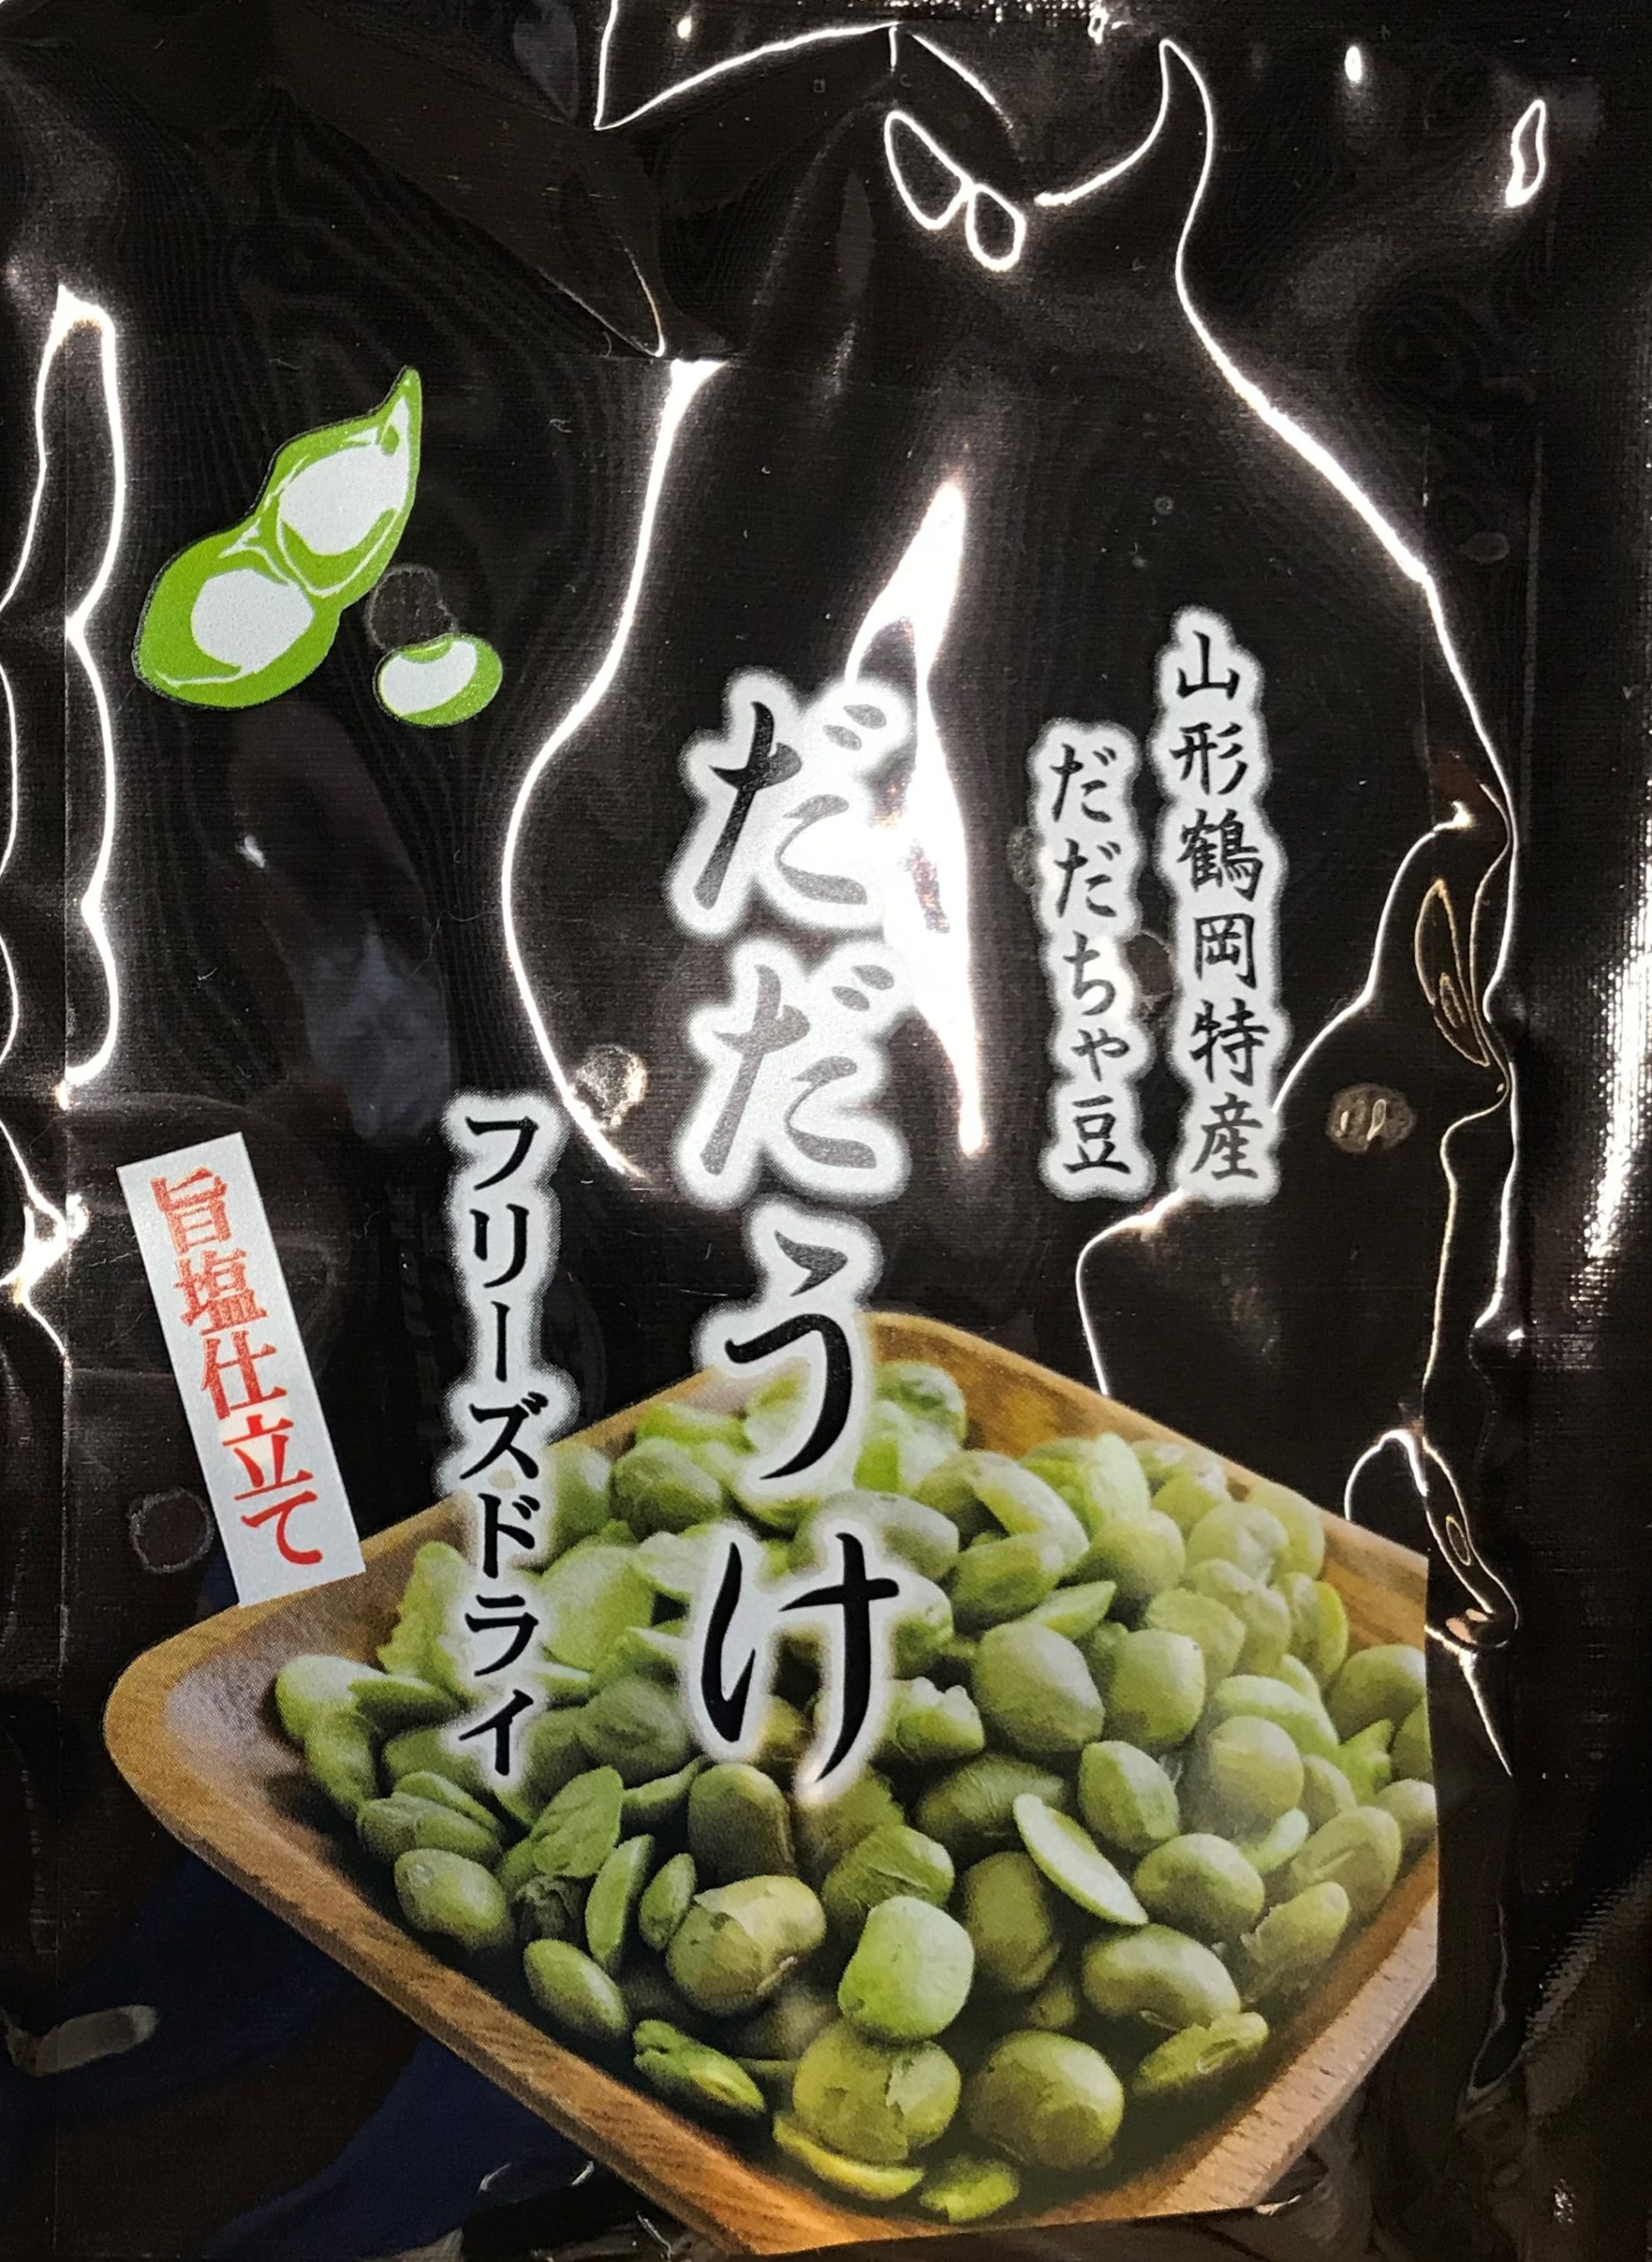 山形鶴岡特産
だだちゃ豆
だだうけ
フリーズドライ
旨塩仕立て